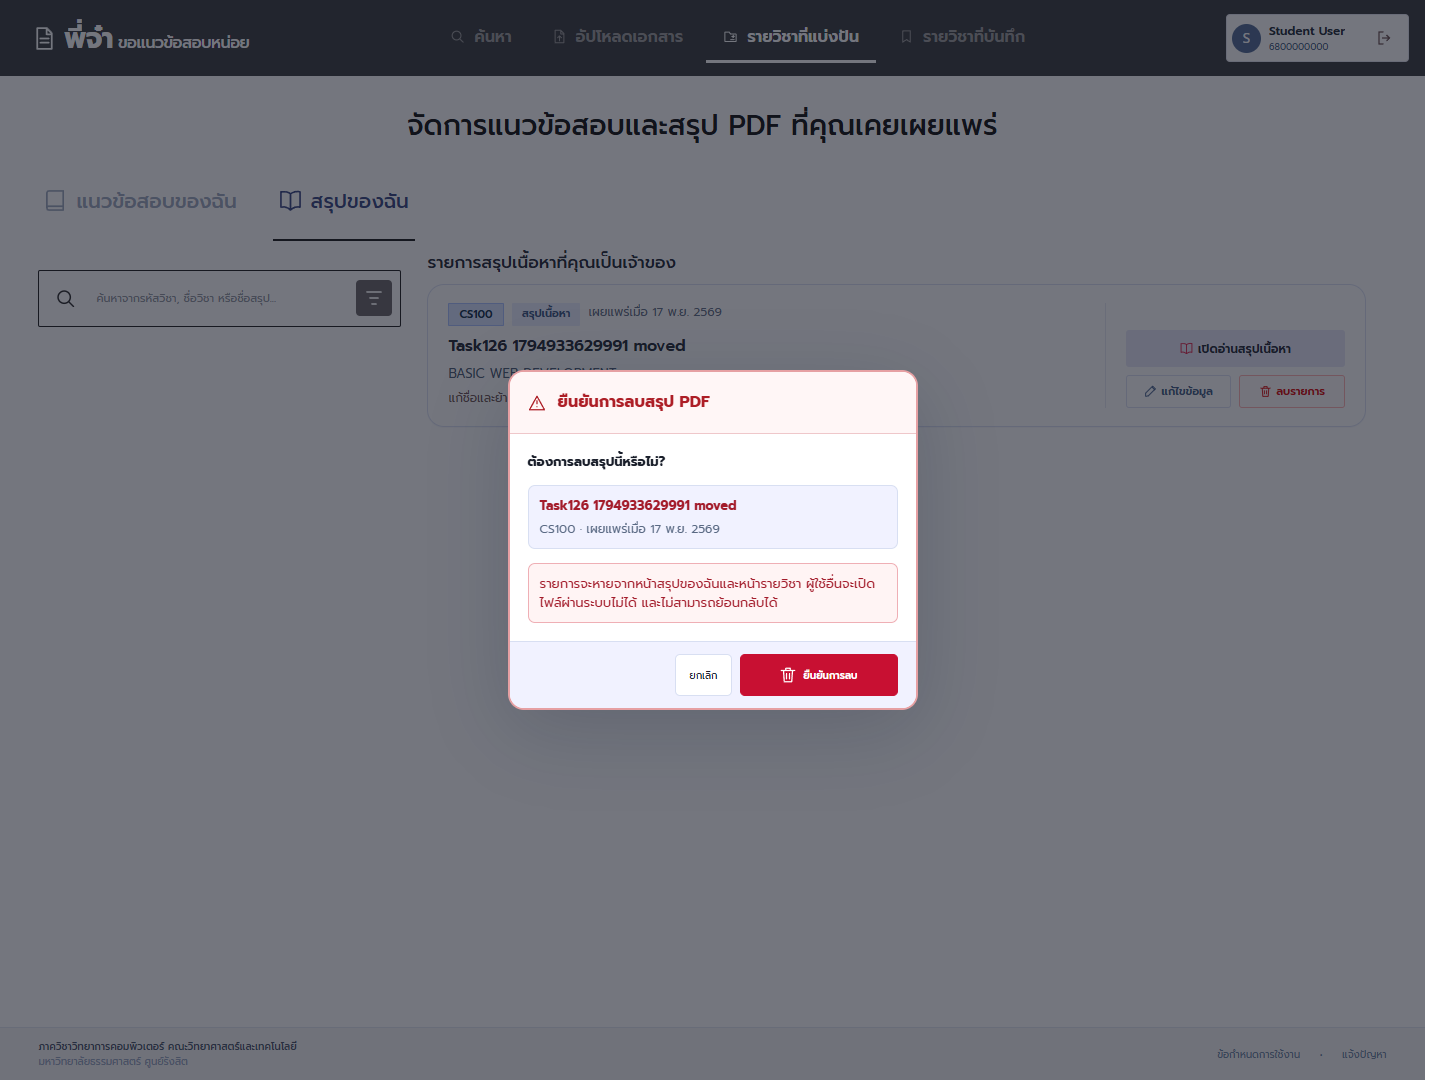 พี่จ๋า ขอแนวข้อสอบหน่อย
ค้นหา
อัปโหลดเอกสาร
รายวิชาที่แบ่งปัน
รายวิชาที่บันทึก
S
Student User
6800000000
จัดการแนวข้อสอบและสรุป PDF ที่คุณเคยเผยแพร่
แนวข้อสอบของฉัน
สรุปของฉัน
ค้นหาจากรหัสวิชา, ชื่อวิชา หรือชื่อสรุป...
รายการสรุปเนื้อหาที่คุณเป็นเจ้าของ
CS100 สรุปเนื้อหา เผยแพร่เมื่อ 17 พ.ย. 2569
Task126 1794933629991 moved
BASIC WEB DEVELOPMENT
แก้ชื่อและย้า
เปิดอ่านสรุปเนื้อหา
แก้ไขข้อมูล
ลบรายการ
ยืนยันการลบสรุป PDF
ต้องการลบสรุปนี้หรือไม่?
Task126 1794933629991 moved
CS100 · เผยแพร่เมื่อ 17 พ.ย. 2569
รายการจะหายจากหน้าสรุปของฉันและหน้ารายวิชา ผู้ใช้อื่นจะเปิด
ไฟล์ผ่านระบบไม่ได้ และไม่สามารถย้อนกลับได้
ยกเลิก
ยืนยันการลบ
ภาควิชาวิทยาการคอมพิวเตอร์ คณะวิทยาศาสตร์และเทคโนโลยี
มหาวิทยาลัยธรรมศาสตร์ ศูนย์รังสิต
ข้อกำหนดการใช้งาน • แจ้งปัญหา